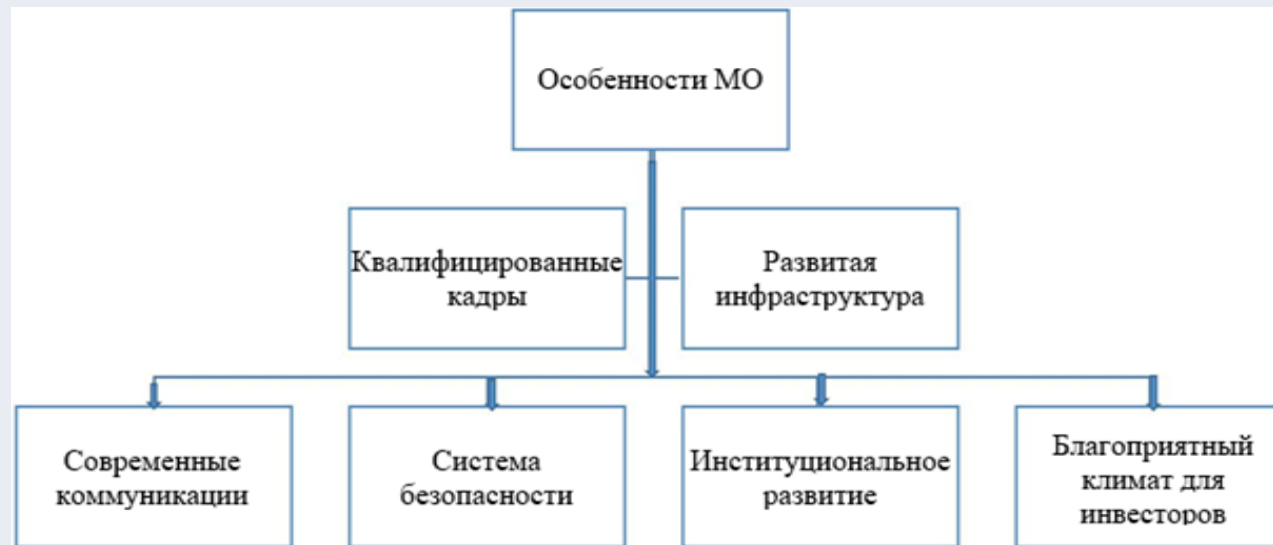 Особенности МО
Квалифицированные
кадры
Развитая
инфраструктура
Современные
коммуникации
Система
безопасности
Институциональное
развитие
Благоприятный
климат для
инвесторов